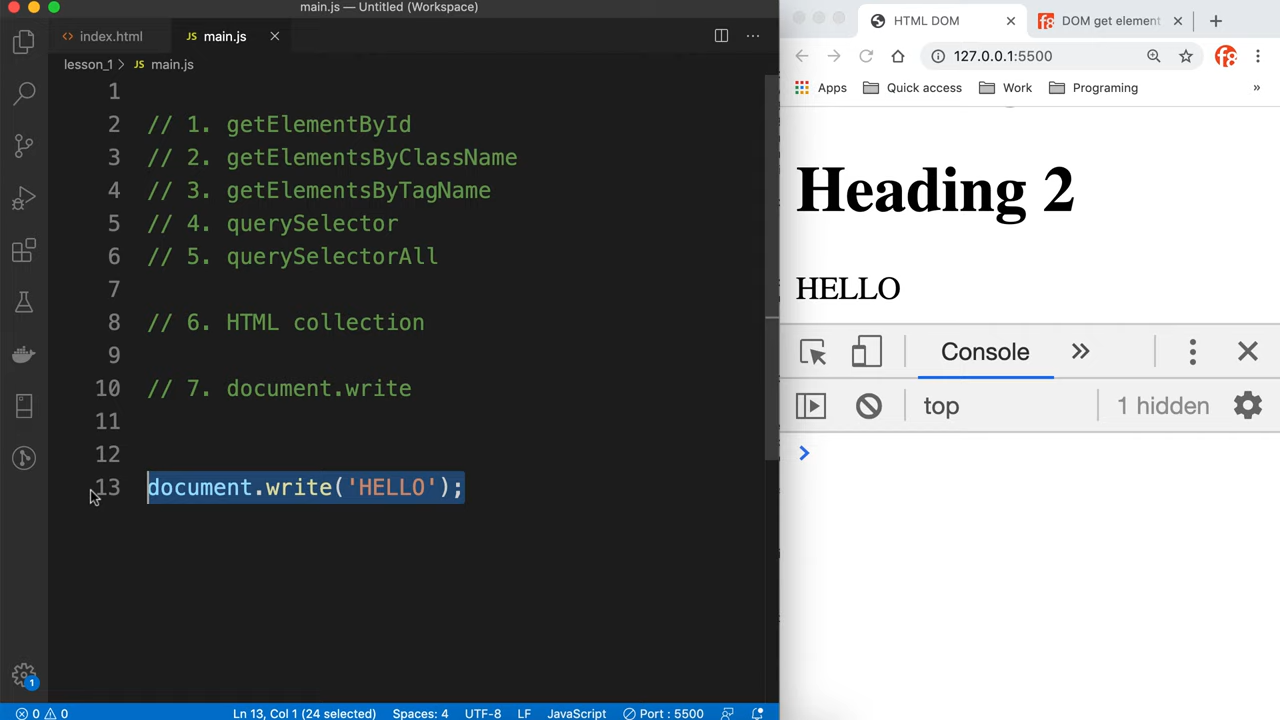 main.js — Untitled (Workspace)
index.html
main.js
lesson_1 > JS main.js
1
2 // 1. getElementById
3 // 2. getElementsByClassName
4 // 3. getElementsByTagName
5 // 4. querySelector
6 // 5. querySelectorAll
7
8 // 6. HTML collection
9
10 // 7. document.write
11
12
13 document.write('HELLO');
1
0 0 Ln 13, Col 1 (24 selected) Spaces: 4 UTF-8 LF JavaScript Port : 5500
HTML DOM
f8 DOM get element
127.0.0.1:5500
f8
Apps Quick access Work Programing »
Heading 2
HELLO
Console
top 1 hidden